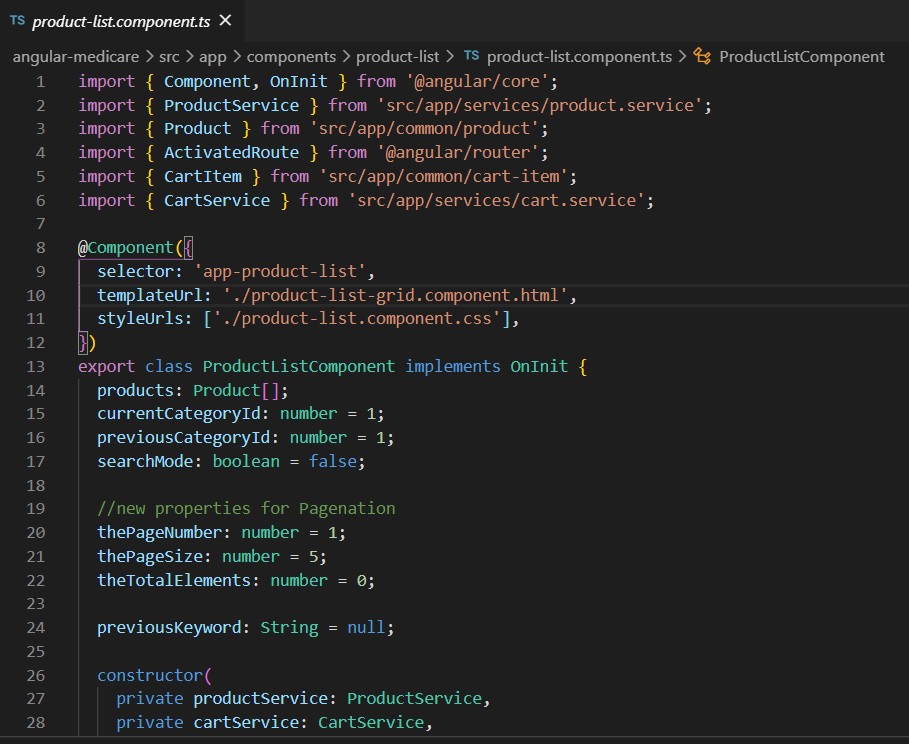 TS product-list.component.ts ✕
angular-medicare > src > app > components > product-list > TS product-list.component.ts > ProductListComponent
1 import { Component, OnInit } from '@angular/core';
2 import { ProductService } from 'src/app/services/product.service';
3 import { Product } from 'src/app/common/product';
4 import { ActivatedRoute } from '@angular/router';
5 import { CartItem } from 'src/app/common/cart-item';
6 import { CartService } from 'src/app/services/cart.service';
7
8 @Component({
9   selector: 'app-product-list',
10   templateUrl: './product-list-grid.component.html',
11   styleUrls: ['./product-list.component.css'],
12 })
13 export class ProductListComponent implements OnInit {
14   products: Product[];
15   currentCategoryId: number = 1;
16   previousCategoryId: number = 1;
17   searchMode: boolean = false;
18
19   //new properties for Pagenation
20   thePageNumber: number = 1;
21   thePageSize: number = 5;
22   theTotalElements: number = 0;
23
24   previousKeyword: String = null;
25
26   constructor(
27     private productService: ProductService,
28     private cartService: CartService,